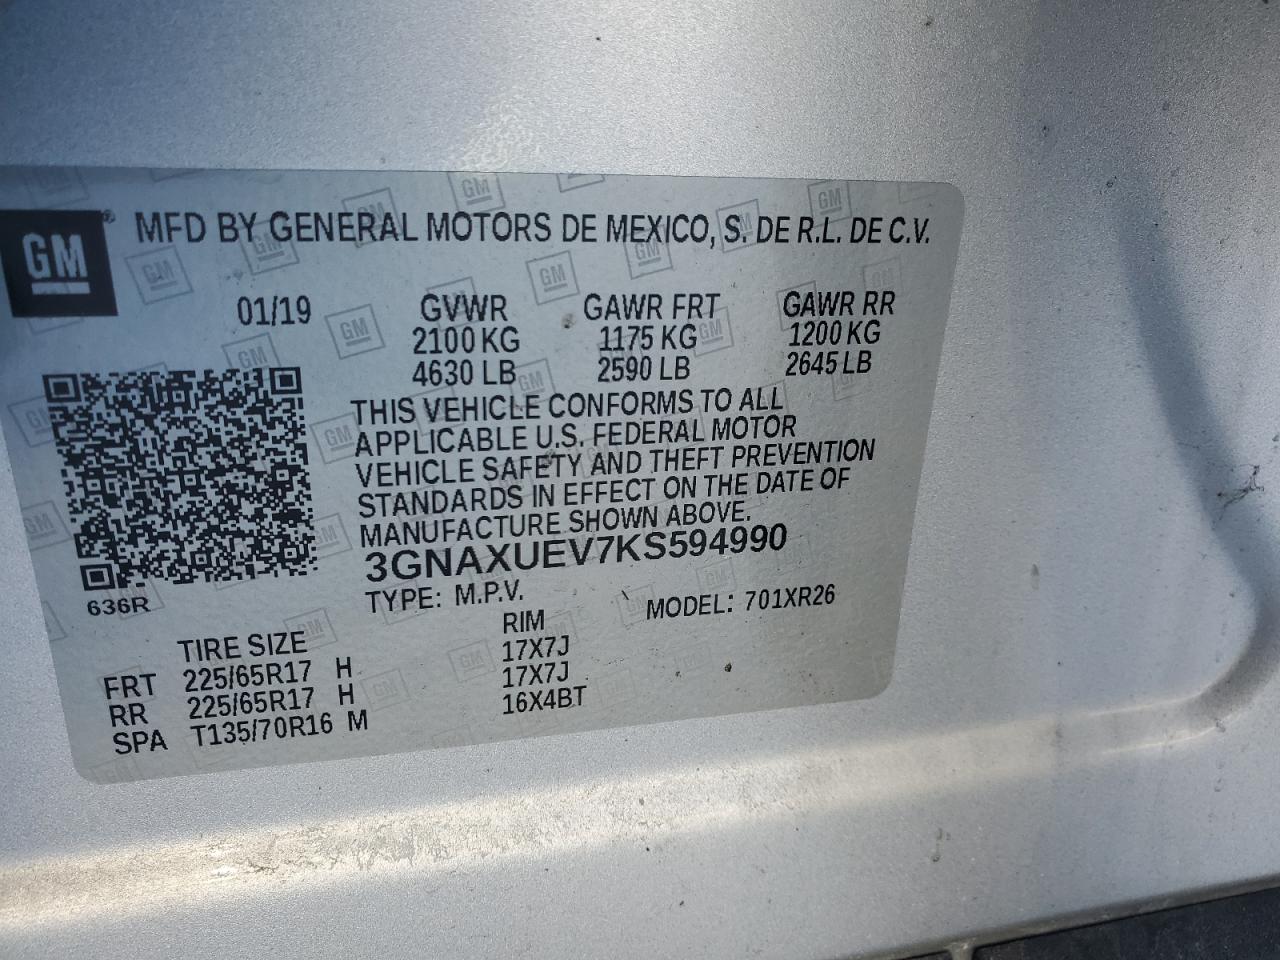 GM ® MFD BY GENERAL MOTORS DE MEXICO, S. DE R.L. DE C.V.
01/19 GVWR GAWR FRT GAWR RR
2100 KG 1175 KG 1200 KG
4630 LB 2590 LB 2645 LB
THIS VEHICLE CONFORMS TO ALL
APPLICABLE U.S. FEDERAL MOTOR
VEHICLE SAFETY AND THEFT PREVENTION
STANDARDS IN EFFECT ON THE DATE OF
MANUFACTURE SHOWN ABOVE.
3GNAXUEV7KS594990
636R
TYPE: M.P.V. MODEL: 701XR26
TIRE SIZE RIM
FRT 225/65R17 H 17X7J
RR 225/65R17 H 17X7J
SPA T135/70R16 M 16X4BT